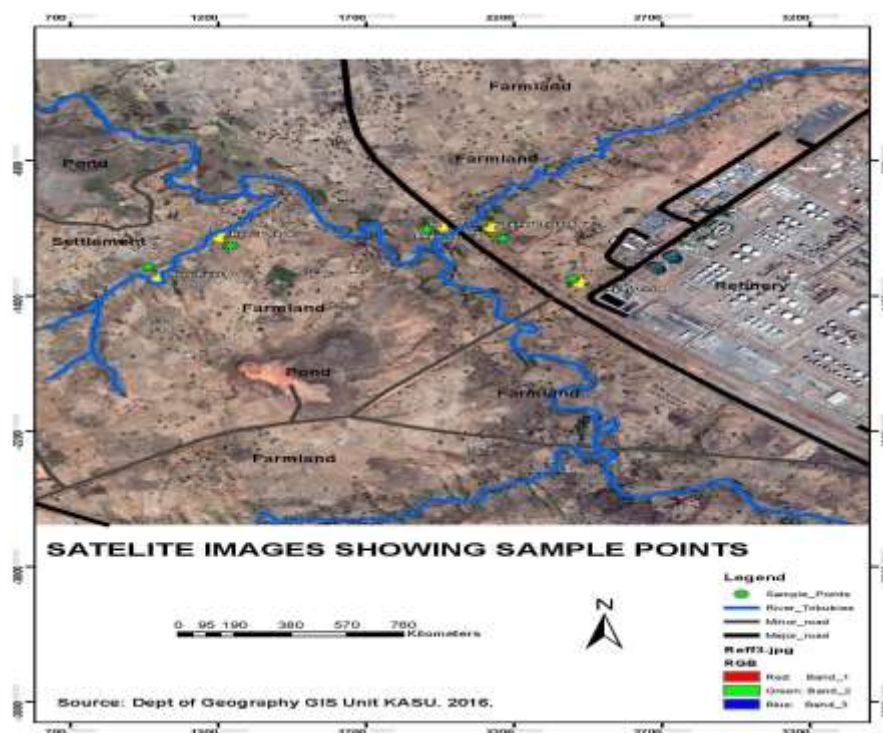 700 1200 1700 2200 2700 3200
Farmland
Farmland
Pond
Settlement
Refinery
Farmland
Pond
Farmland
Farmland
SATELITE IMAGES SHOWING SAMPLE POINTS
Legend
Sample_Points
River_Tributries
Minor_road
Major_road
Reff3.jpg
RGB
Red: Band_1
Green: Band_2
Blue: Band_3
N
0 95 190 380 570 760
Kilometers
Source: Dept of Geography GIS Unit KASU. 2016.
700 1200 1700 2200 2700 3200